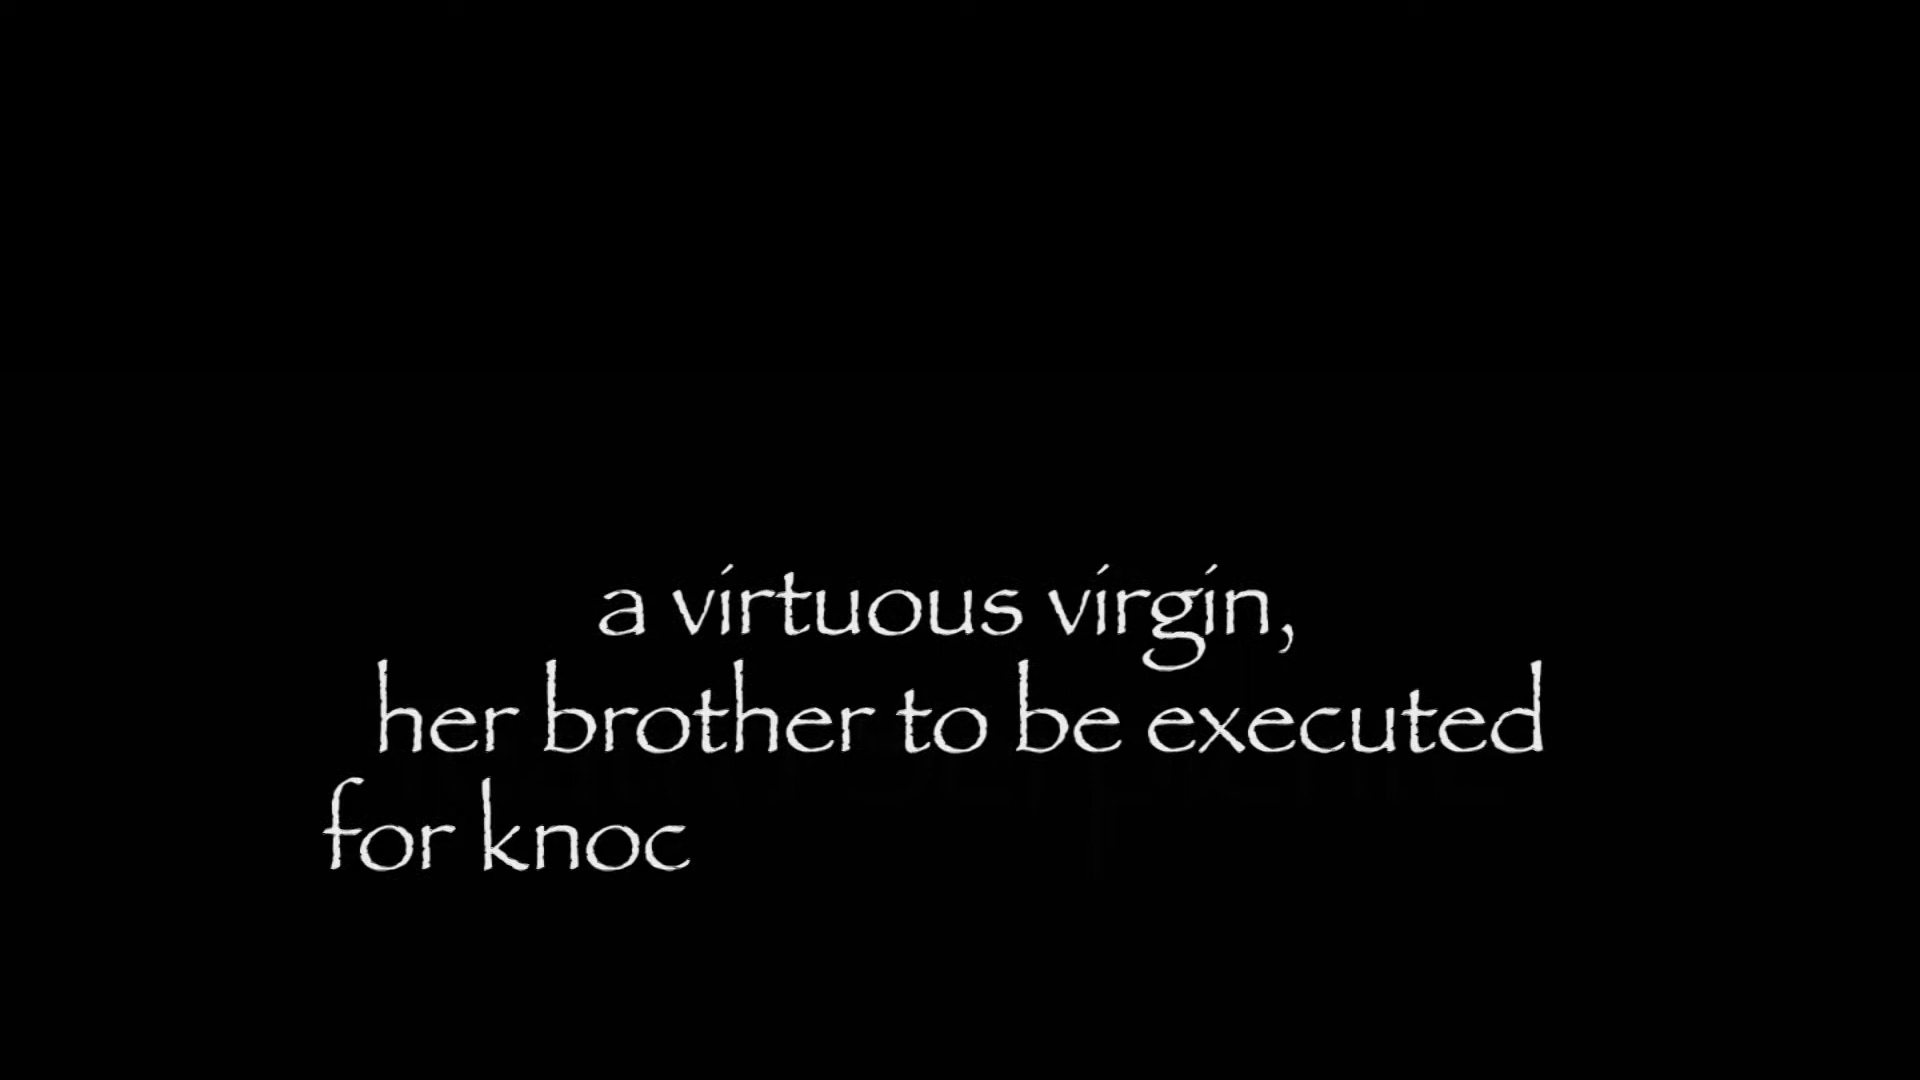 a virtuous virgin,
her brother to be executed
for knoc